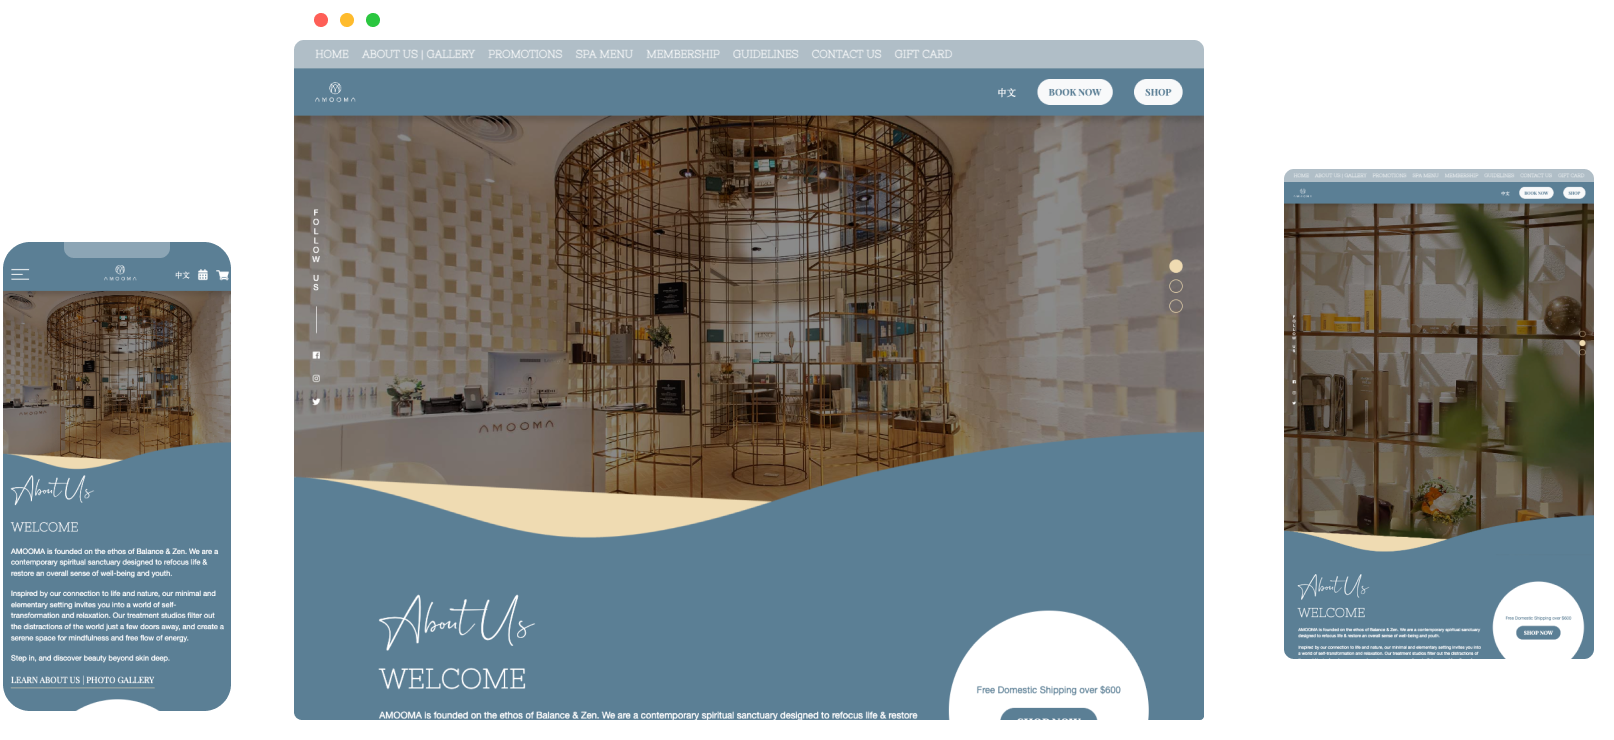 HOME ABOUT US | GALLERY PROMOTIONS SPA MENU MEMBERSHIP GUIDELINES CONTACT US GIFT CARD
AMOOMA
中文 BOOK NOW SHOP
FOLLOW US
AMOOMA
About Us
WELCOME
AMOOMA is founded on the ethos of Balance & Zen. We are a contemporary spiritual sanctuary designed to refocus life & restore
Free Domestic Shipping over $600
SHOP NOW
AMOOMA
中文
AMOOMA
About Us
WELCOME
AMOOMA is founded on the ethos of Balance & Zen. We are a
contemporary spiritual sanctuary designed to refocus life &
restore an overall sense of well-being and youth.
Inspired by our connection to life and nature, our minimal and
elementary setting invites you into a world of self-
transformation and relaxation. Our treatment studios filter out
the distractions of the world just a few doors away, and create a
serene space for mindfulness and free flow of energy.
Step in, and discover beauty beyond skin deep.
LEARN ABOUT US | PHOTO GALLERY
HOME ABOUT US | GALLERY PROMOTIONS SPA MENU MEMBERSHIP GUIDELINES CONTACT US GIFT CARD
中文 BOOK NOW SHOP
About Us
WELCOME
AMOOMA is founded on the ethos of Balance & Zen. We are a contemporary spiritual sanctuary
designed to refocus life & restore an overall sense of well-being and youth.
Inspired by our connection to life and nature, our minimal and elementary setting invites you into
a world of self-transformation and relaxation. Our treatment studios filter out the distractions of
Free Domestic Shipping over $600
SHOP NOW